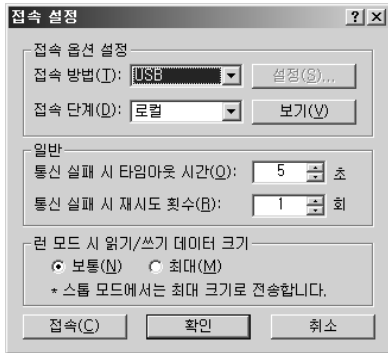 접속 설정
접속 옵션 설정
접속 방법(T): USB 설정(S)...
접속 단계(D): 로컬 보기(V)
일반
통신 실패 시 타임아웃 시간(O): 5 초
통신 실패 시 재시도 횟수(R): 1 회
런 모드 시 읽기/쓰기 데이터 크기
보통(N) 최대(M)
* 스톱 모드에서는 최대 크기로 전송합니다.
접속(C) 확인 취소